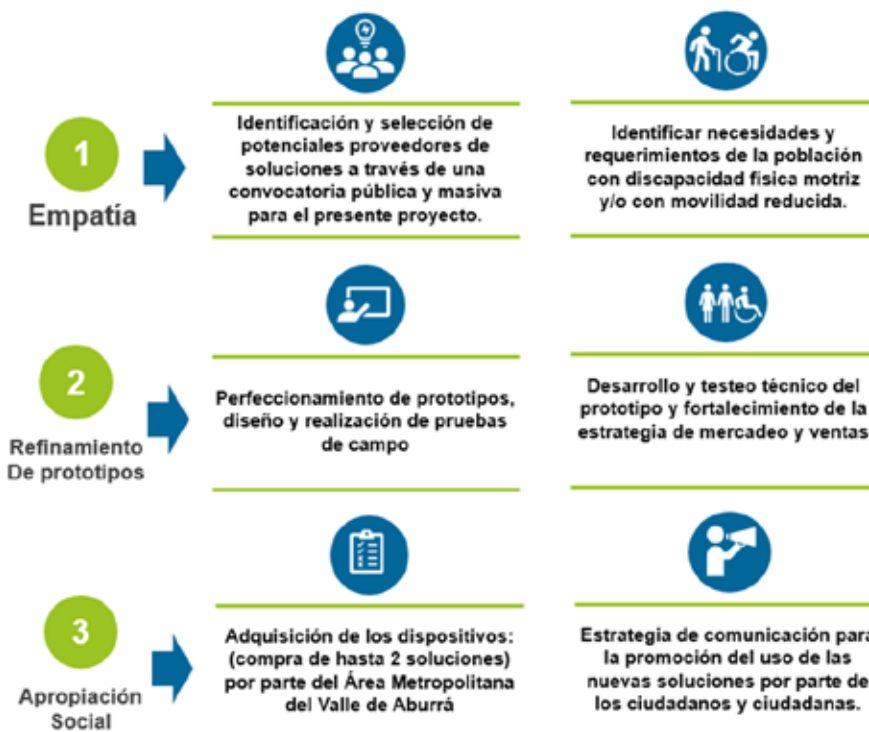 1
Empatía
Identificación y selección de
potenciales proveedores de
soluciones a través de una
convocatoria pública y masiva
para el presente proyecto.
Identificar necesidades y
requerimientos de la población
con discapacidad física motriz
y/o con movilidad reducida.
2
Refinamiento
De prototipos
Perfeccionamiento de prototipos,
diseño y realización de pruebas
de campo
Desarrollo y testeo técnico del
prototipo y fortalecimiento de la
estrategia de mercadeo y ventas
3
Apropiación
Social
Adquisición de los dispositivos:
(compra de hasta 2 soluciones)
por parte del Área Metropolitana
del Valle de Aburrá
Estrategia de comunicación para
la promoción del uso de las
nuevas soluciones por parte de
los ciudadanos y ciudadanas.